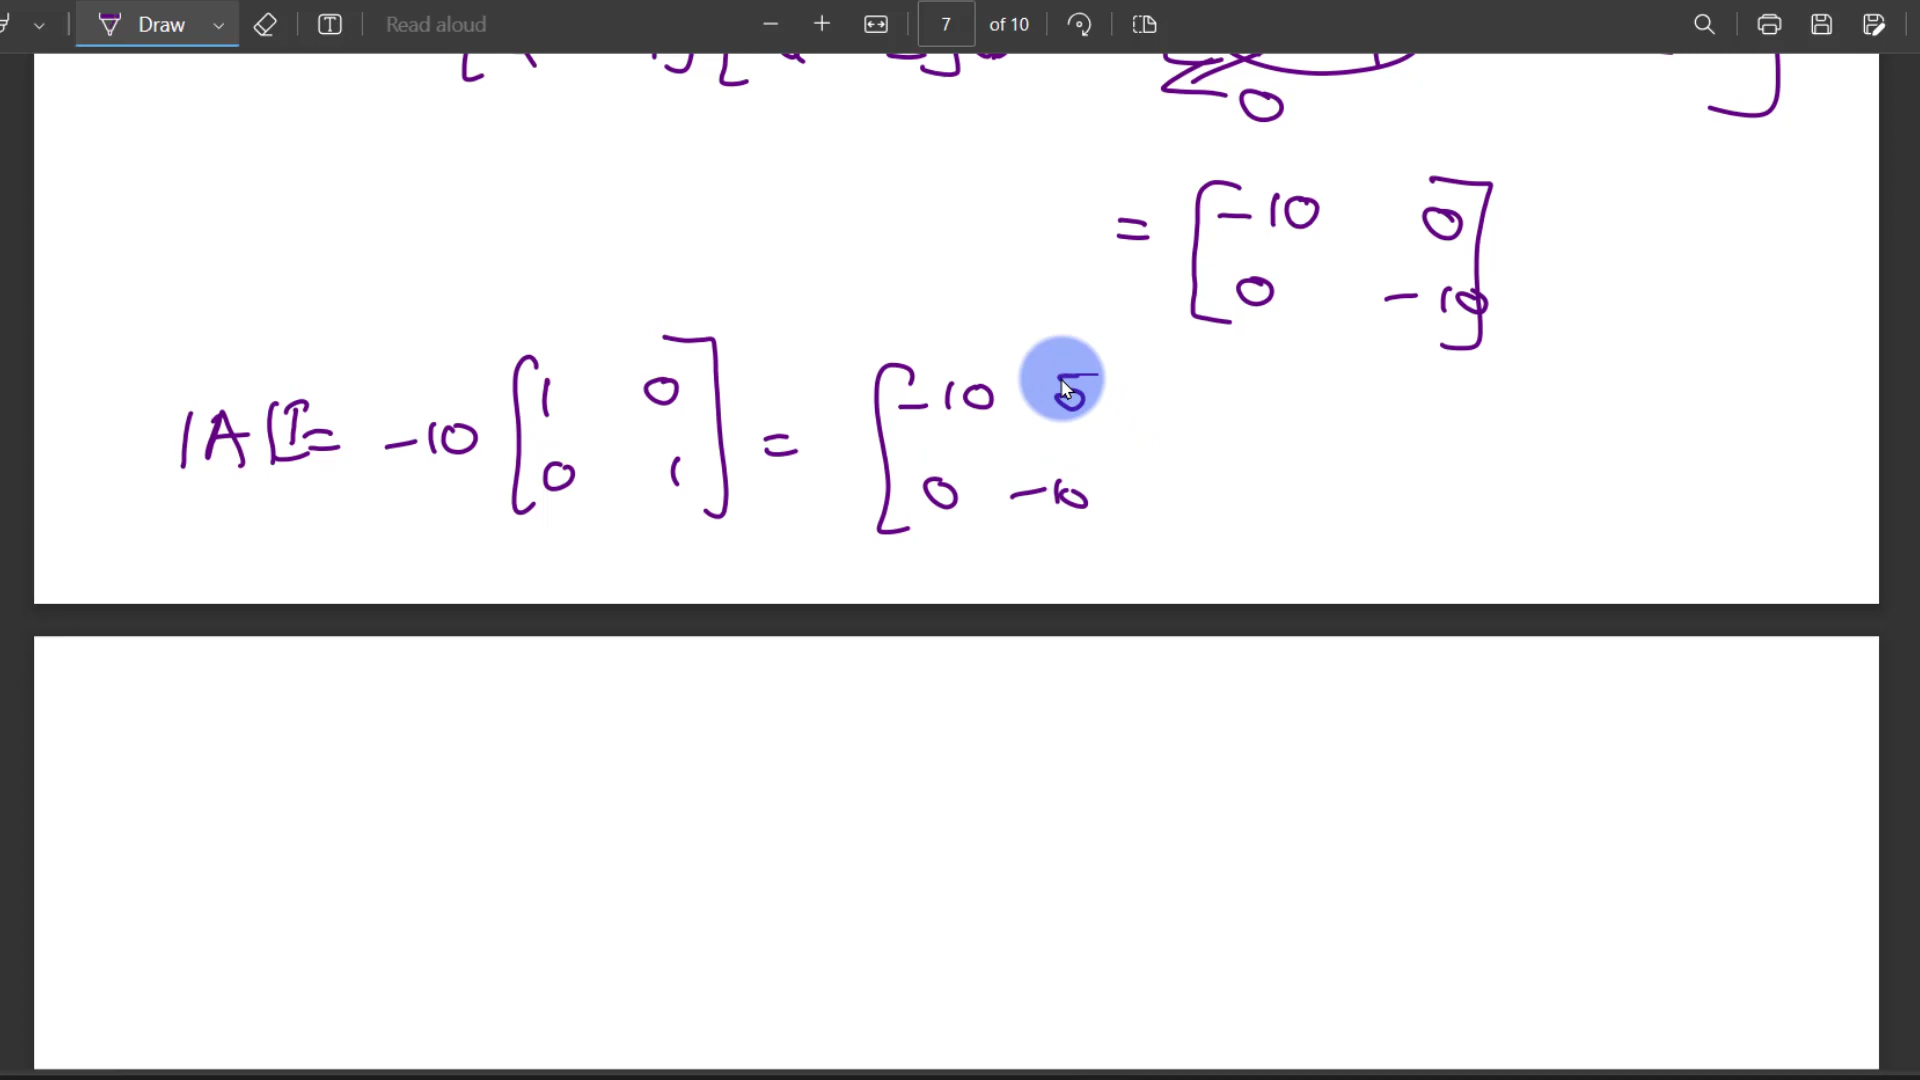 Draw Read aloud 7 of 10
0
= [ -10 0
0 -10 ]
|A|I = -10 [ 1 0 ] = [ -10 0
0 1 0 -10